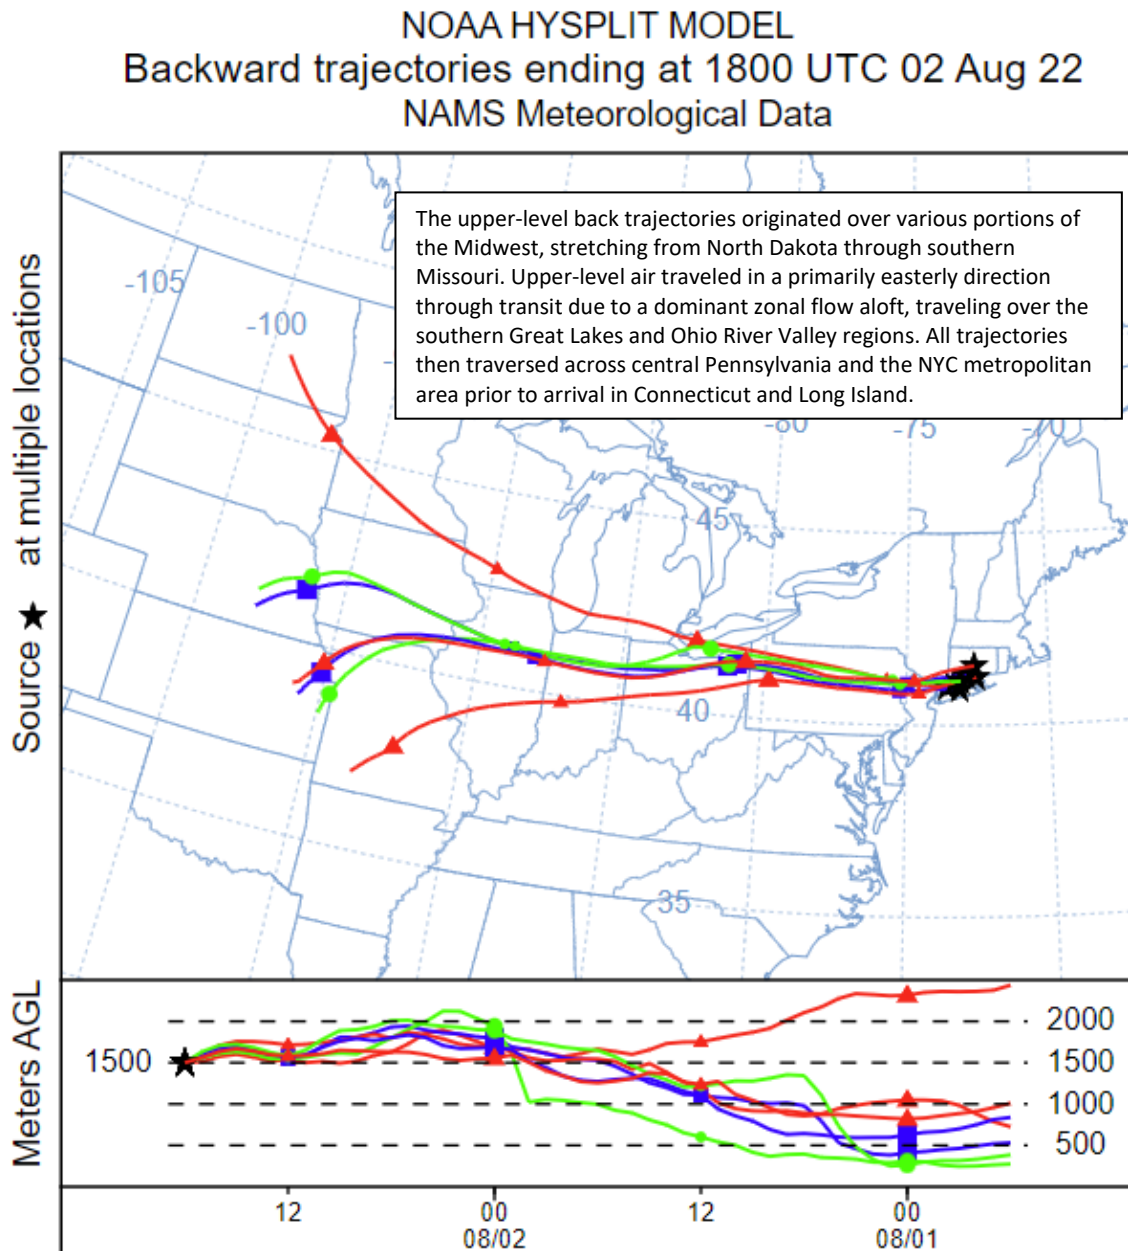 NOAA HYSPLIT MODEL
Backward trajectories ending at 1800 UTC 02 Aug 22
NAMS Meteorological Data
The upper-level back trajectories originated over various portions of
the Midwest, stretching from North Dakota through southern
Missouri. Upper-level air traveled in a primarily easterly direction
through transit due to a dominant zonal flow aloft, traveling over the
southern Great Lakes and Ohio River Valley regions. All trajectories
then traversed across central Pennsylvania and the NYC metropolitan
area prior to arrival in Connecticut and Long Island.
Source ★ at multiple locations
-105
-100
-80
-75
-70
45
40
35
Meters AGL
1500
2000
1500
1000
500
12
00
12
00
08/02
08/01